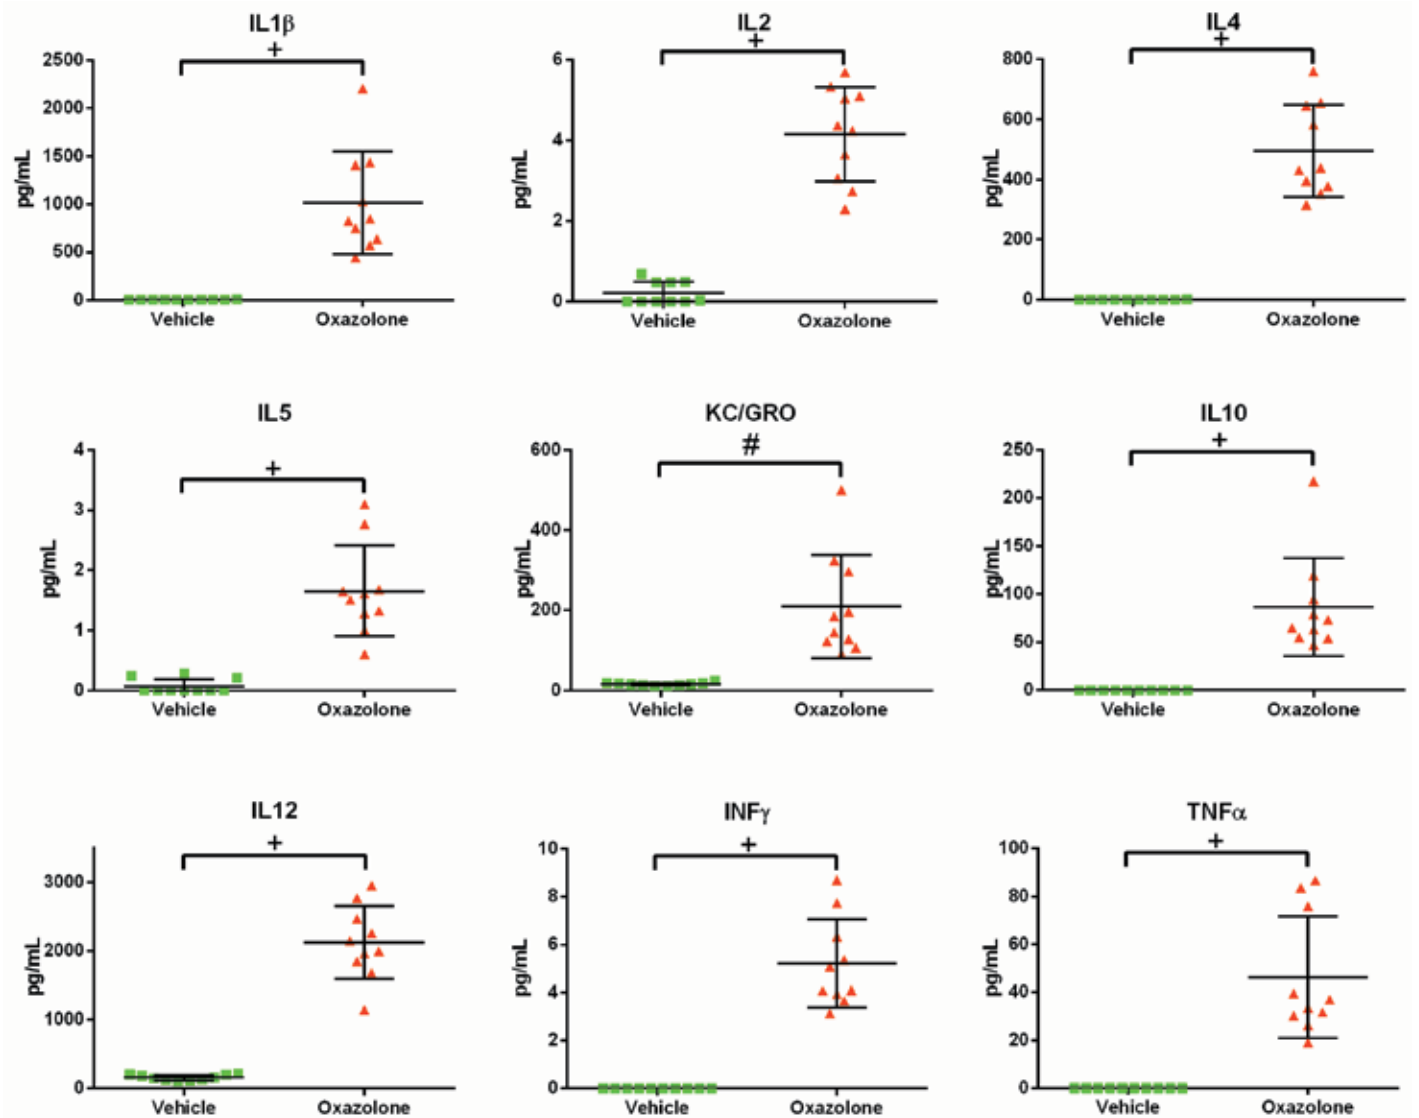 IL1β
+
2500
2000
1500
1000
500
0
pg/mL
Vehicle
Oxazolone
IL2
+
6
4
2
0
pg/mL
Vehicle
Oxazolone
IL4
+
800
600
400
200
0
pg/mL
Vehicle
Oxazolone
IL5
+
4
3
2
1
0
pg/mL
Vehicle
Oxazolone
KC/GRO
#
600
400
200
0
pg/mL
Vehicle
Oxazolone
IL10
+
250
200
150
100
50
0
pg/mL
Vehicle
Oxazolone
IL12
+
3000
2000
1000
0
pg/mL
Vehicle
Oxazolone
INFγ
+
10
8
6
4
2
0
pg/mL
Vehicle
Oxazolone
TNFα
+
100
80
60
40
20
0
pg/mL
Vehicle
Oxazolone